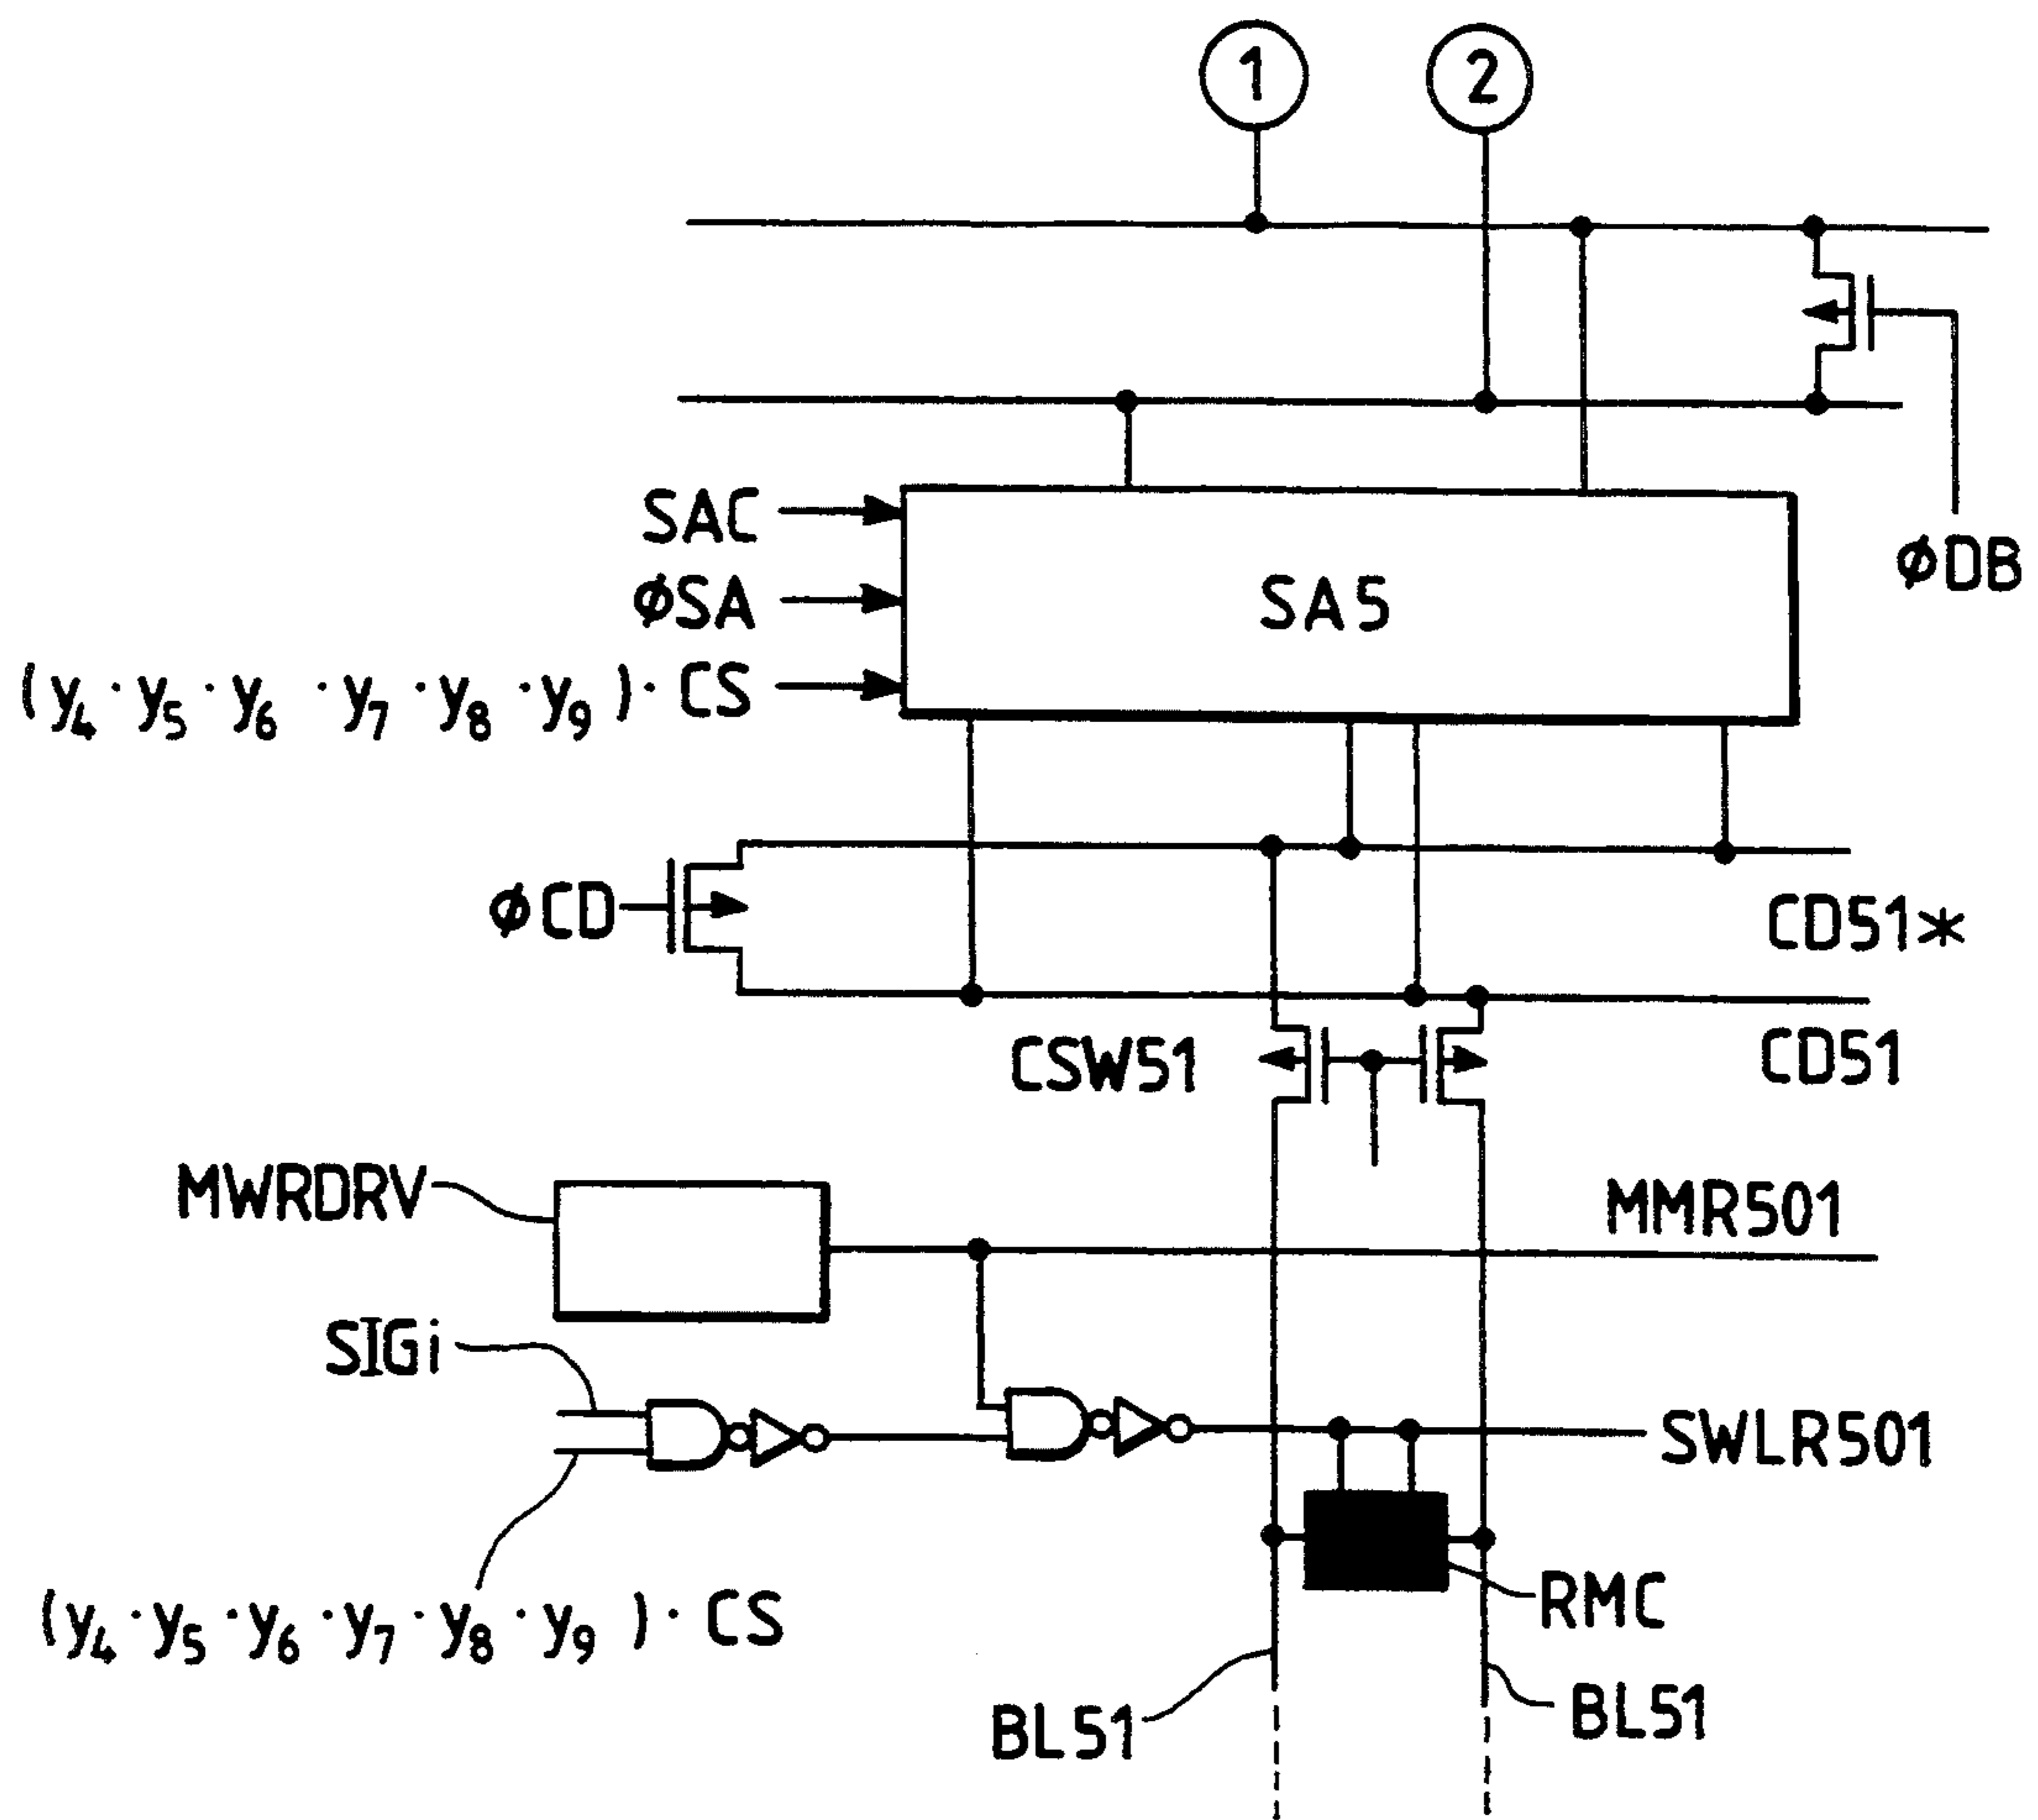 1
2
SAC
φSA
SA5
φDB
(y4 · y5 · y6 · y7 · y8 · y9) · CS
φCD
CD51*
CSW51
CD51
MWRDRV
MMR501
SIGi
SWLR501
(y4 · y5 · y6 · y7 · y8 · y9) · CS
RMC
BL51
BL51